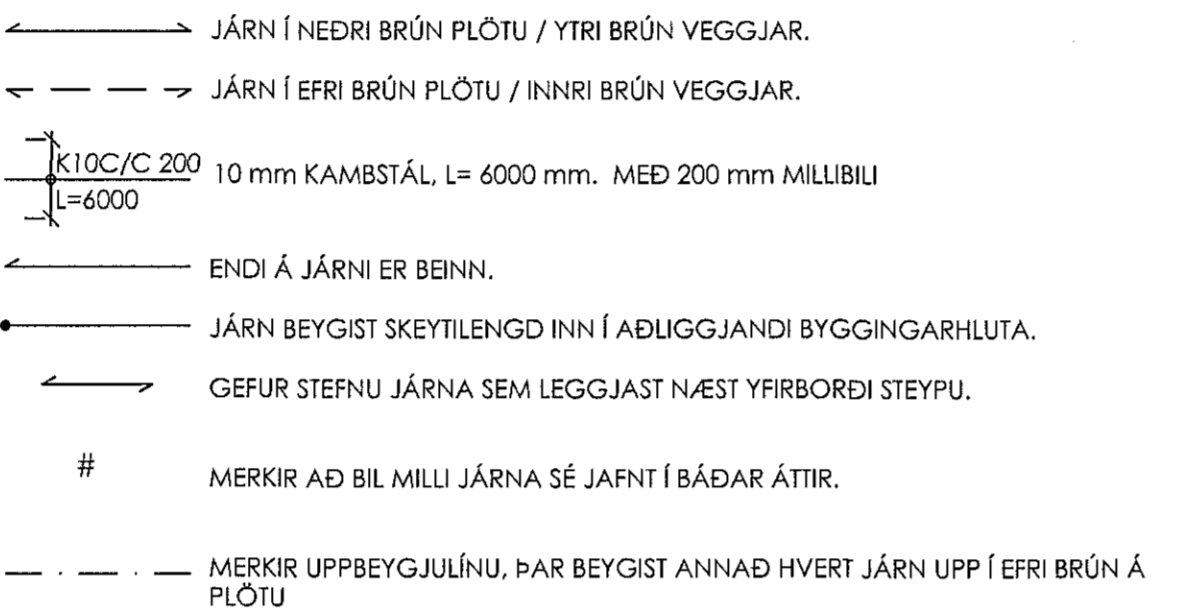 JÁRN Í NEÐRI BRÚN PLÖTU / YTRI BRÚN VEGGJAR.
JÁRN Í EFRI BRÚN PLÖTU / INNRI BRÚN VEGGJAR.
K10C/C 200
L=6000
10 mm KAMBSTÁL, L= 6000 mm. MEÐ 200 mm MILLIBILI
ENDI Á JÁRNI ER BEINN.
JÁRN BEYGIST SKEYTILENGD INN Í AÐLIGGJANDI BYGGINGARHLUTA.
GEFUR STEFNU JÁRNA SEM LEGGJAST NÆST YFIRBORÐI STEYPU.
# MERKIR AÐ BIL MILLI JÁRNA SÉ JAFNT Í BÁÐAR ÁTTIR.
MERKIR UPPBEYGJULÍNU, ÞAR BEYGIST ANNAÐ HVERT JÁRN UPP Í EFRI BRÚN Á
PLÖTU